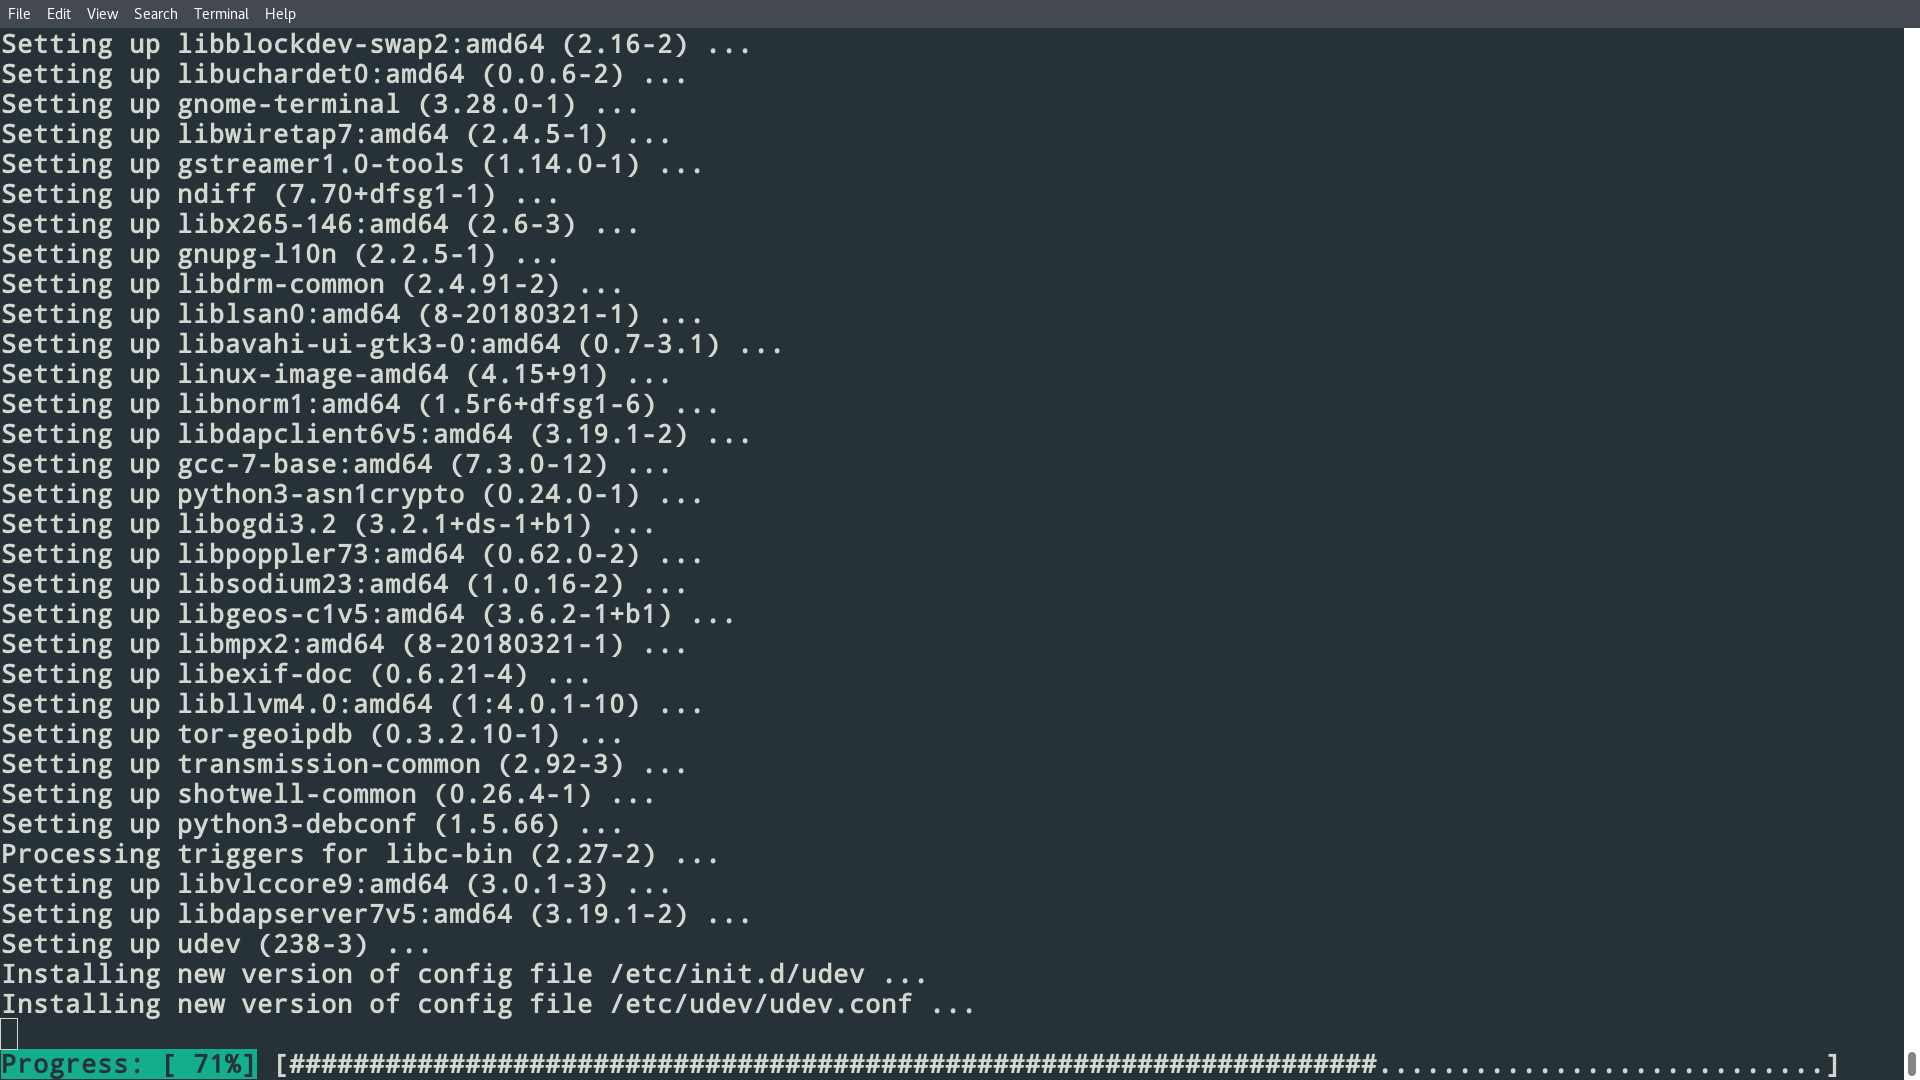 File Edit View Search Terminal Help
Setting up libblockdev-swap2:amd64 (2.16-2) ...
Setting up libuchardet0:amd64 (0.0.6-2) ...
Setting up gnome-terminal (3.28.0-1) ...
Setting up libwiretap7:amd64 (2.4.5-1) ...
Setting up gstreamer1.0-tools (1.14.0-1) ...
Setting up ndiff (7.70+dfsg1-1) ...
Setting up libx265-146:amd64 (2.6-3) ...
Setting up gnupg-l10n (2.2.5-1) ...
Setting up libdrm-common (2.4.91-2) ...
Setting up liblsan0:amd64 (8-20180321-1) ...
Setting up libavahi-ui-gtk3-0:amd64 (0.7-3.1) ...
Setting up linux-image-amd64 (4.15+91) ...
Setting up libnorm1:amd64 (1.5r6+dfsg1-6) ...
Setting up libdapclient6v5:amd64 (3.19.1-2) ...
Setting up gcc-7-base:amd64 (7.3.0-12) ...
Setting up python3-asn1crypto (0.24.0-1) ...
Setting up libogdi3.2 (3.2.1+ds-1+b1) ...
Setting up libpoppler73:amd64 (0.62.0-2) ...
Setting up libsodium23:amd64 (1.0.16-2) ...
Setting up libgeos-c1v5:amd64 (3.6.2-1+b1) ...
Setting up libmpx2:amd64 (8-20180321-1) ...
Setting up libexif-doc (0.6.21-4) ...
Setting up libllvm4.0:amd64 (1:4.0.1-10) ...
Setting up tor-geoipdb (0.3.2.10-1) ...
Setting up transmission-common (2.92-3) ...
Setting up shotwell-common (0.26.4-1) ...
Setting up python3-debconf (1.5.66) ...
Processing triggers for libc-bin (2.27-2) ...
Setting up libvlccore9:amd64 (3.0.1-3) ...
Setting up libdapserver7v5:amd64 (3.19.1-2) ...
Setting up udev (238-3) ...
Installing new version of config file /etc/init.d/udev ...
Installing new version of config file /etc/udev/udev.conf ...
Progress: [ 71%] [####################################################################............................]